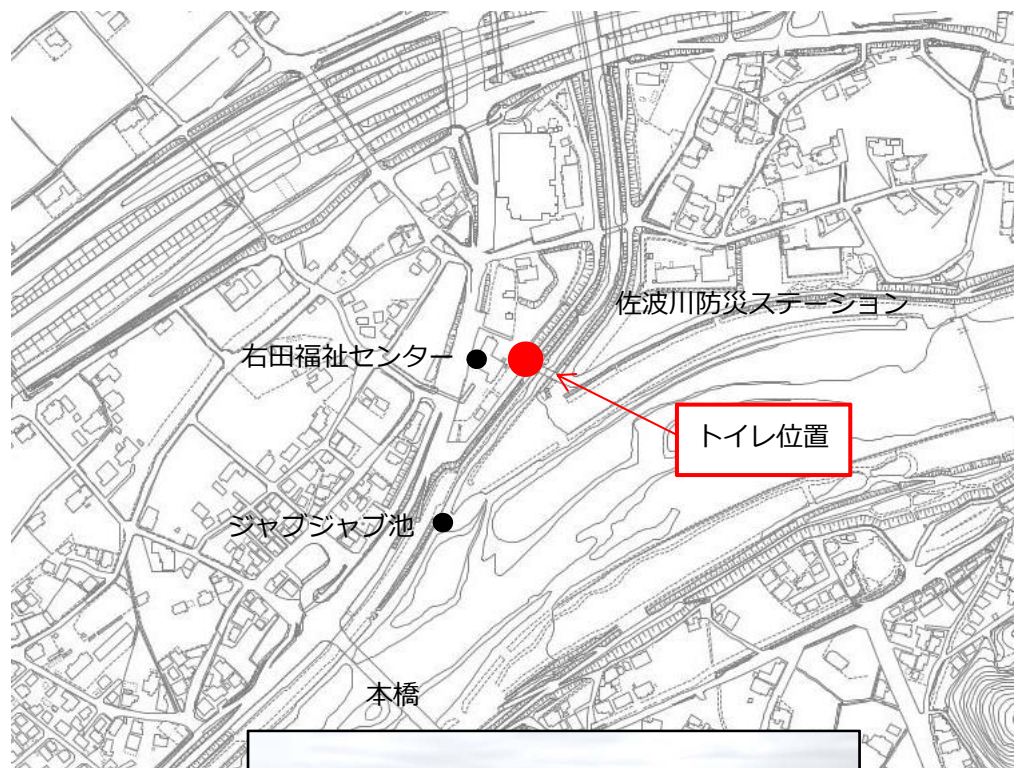 佐波川防災ステーション
右田福祉センター
トイレ位置
ジャブジャブ池
本橋